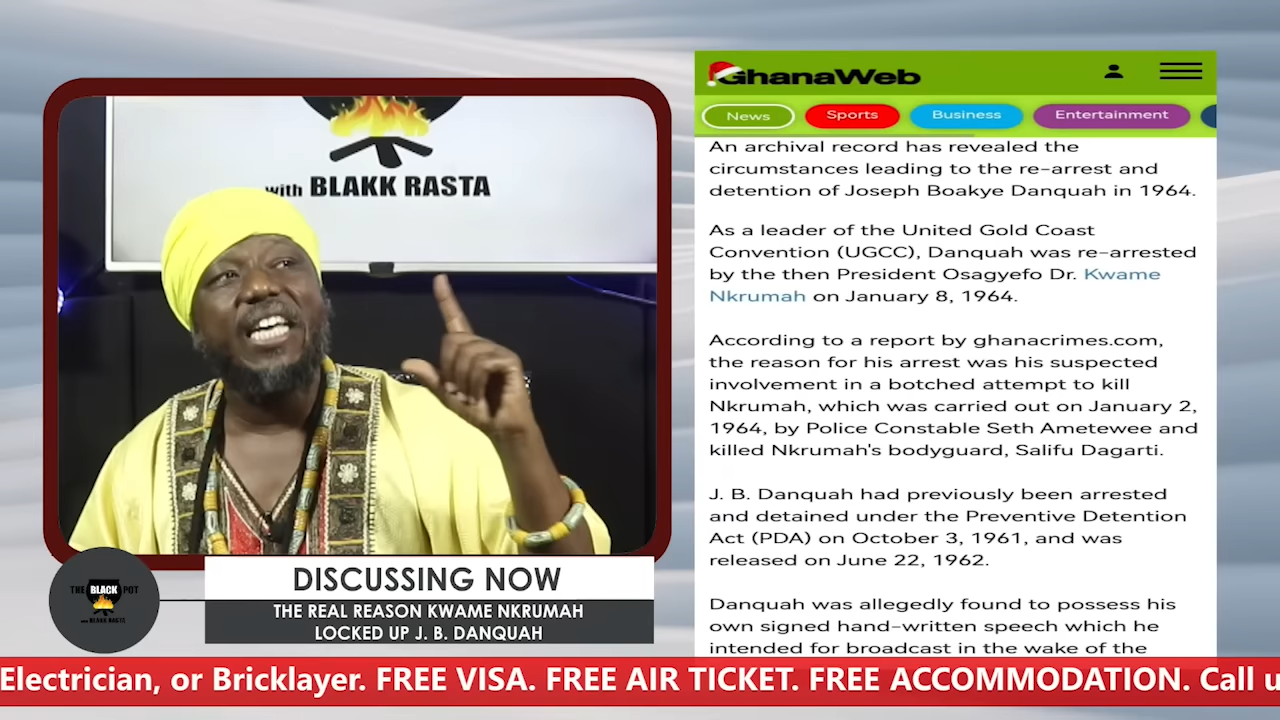 with BLAKK RASTA
THE BLACK POT
with BLAKK RASTA
DISCUSSING NOW
THE REAL REASON KWAME NKRUMAH
LOCKED UP J. B. DANQUAH
GhanaWeb
News Sports Business Entertainment
An archival record has revealed the
circumstances leading to the re-arrest and
detention of Joseph Boakye Danquah in 1964.
As a leader of the United Gold Coast
Convention (UGCC), Danquah was re-arrested
by the then President Osagyefo Dr. Kwame
Nkrumah on January 8, 1964.
According to a report by ghanacrimes.com,
the reason for his arrest was his suspected
involvement in a botched attempt to kill
Nkrumah, which was carried out on January 2,
1964, by Police Constable Seth Ametewee and
killed Nkrumah's bodyguard, Salifu Dagarti.
J. B. Danquah had previously been arrested
and detained under the Preventive Detention
Act (PDA) on October 3, 1961, and was
released on June 22, 1962.
Danquah was allegedly found to possess his
own signed hand-written speech which he
intended for broadcast in the wake of the
Electrician, or Bricklayer. FREE VISA. FREE AIR TICKET. FREE ACCOMMODATION. Call u